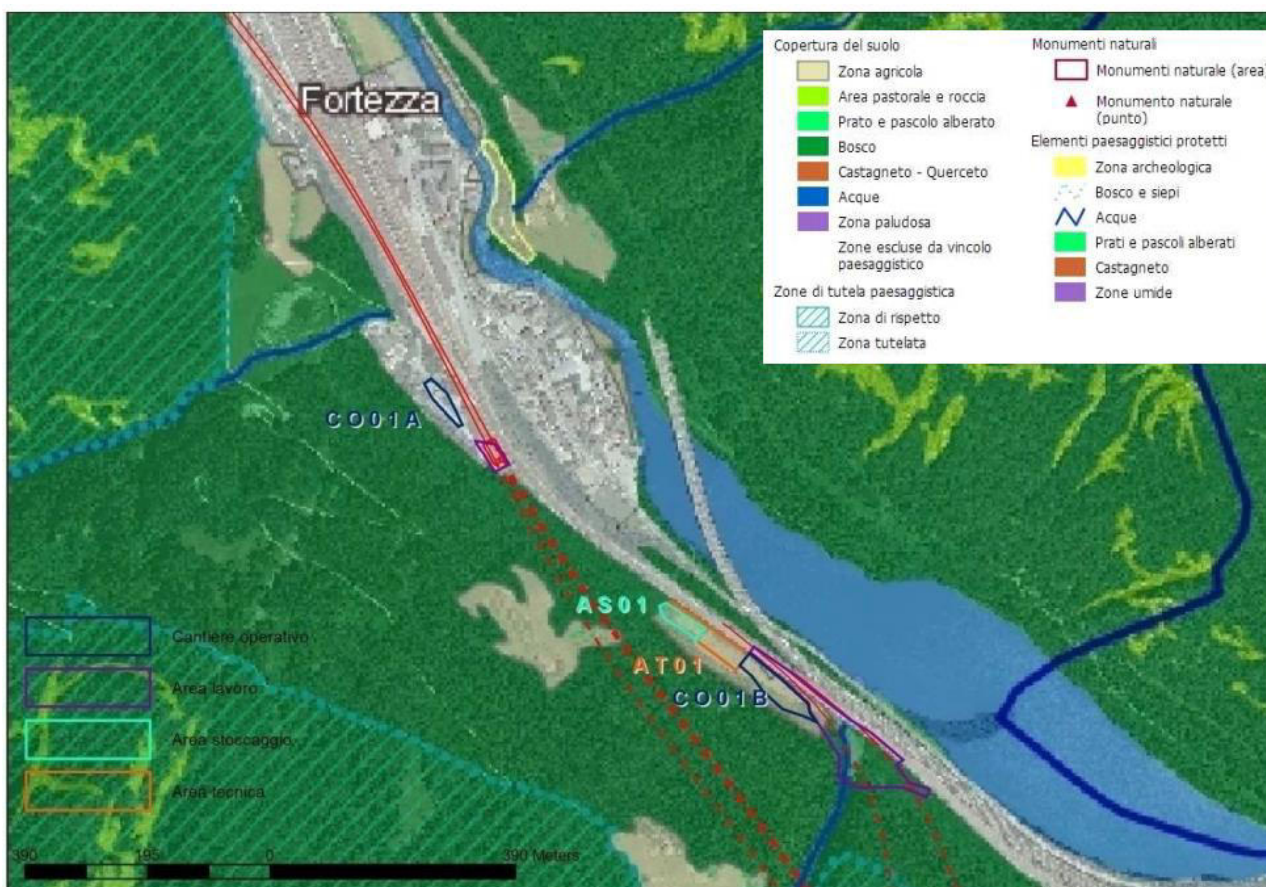 Fortezza
CO01A
AS01
AT01
CO01B
Copertura del suolo
Zona agricola
Area pastorale e roccia
Prato e pascolo alberato
Bosco
Castagneto - Querceto
Acque
Zona paludosa
Zone escluse da vincolo
paesaggistico
Zone di tutela paesaggistica
Zona di rispetto
Zona tutelata
Monumenti naturali
Monumenti naturale (area)
Monumento naturale
(punto)
Elementi paesaggistici protetti
Zona archeologica
Bosco e siepi
Acque
Prati e pascoli alberati
Castagneto
Zone umide
Cantiere operativo
Area lavoro
Area stoccaggio
Area tecnica
390 195 0 390 Meters